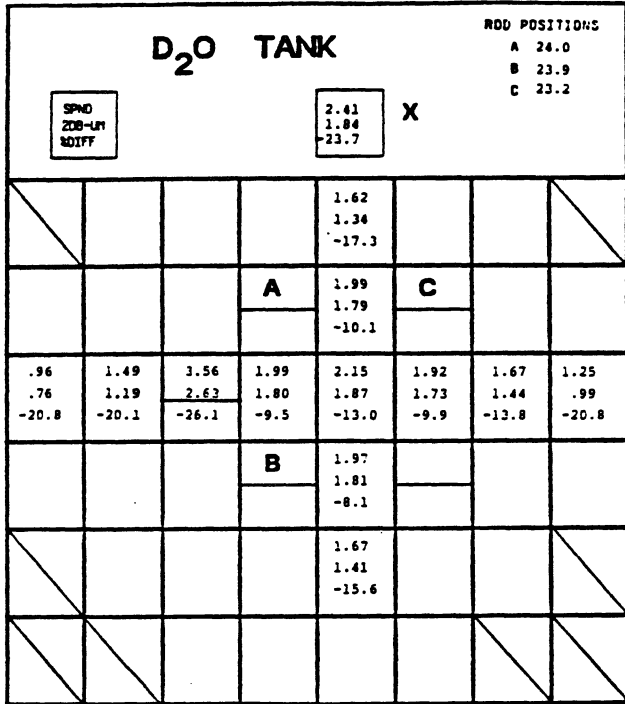 D2O TANK
ROD POSITIONS
A 24.0
B 23.9
C 23.2
SPND
2DB-UM
%DIFF
2.41
1.84
-23.7
X
1.62
1.34
-17.3
A
1.99
1.79
-10.1
C
.96 1.49 3.56 1.99 2.15 1.92 1.67 1.25
.76 1.19 2.63 1.80 1.87 1.73 1.44 .99
-20.8 -20.1 -26.1 -9.5 -13.0 -9.9 -13.8 -20.8
B
1.97
1.81
-8.1
1.67
1.41
-15.6